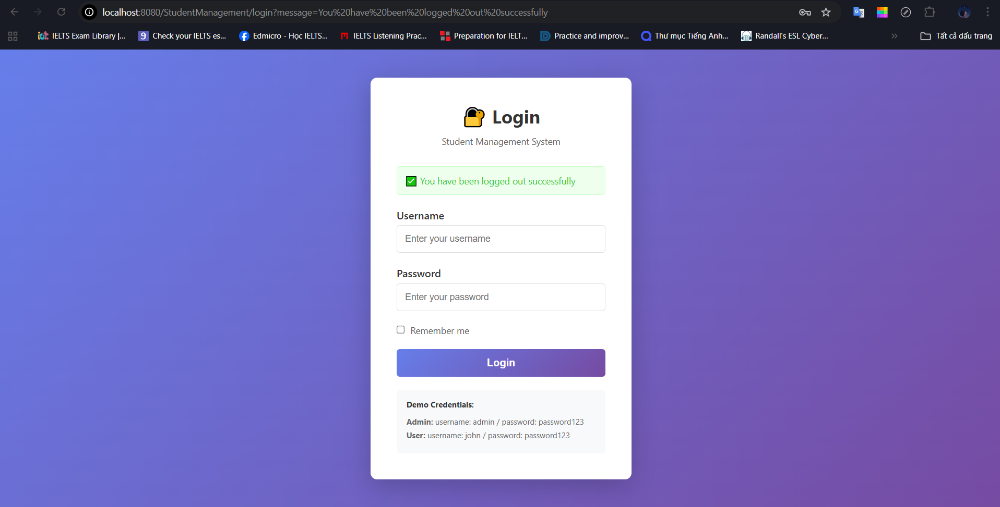 localhost:8080/StudentManagement/login?message=You%20have%20been%20logged%20out%20successfully
IELTS Exam Library |... Check your IELTS es... Edmicro - Học IELTS... IELTS Listening Prac... Preparation for IELT... Practice and improv... Thư mục Tiếng Anh... Randall's ESL Cyber... » Tất cả dấu trang
Login
Student Management System
You have been logged out successfully
Username
Enter your username
Password
Enter your password
Remember me
Login
Demo Credentials:
Admin: username: admin / password: password123
User: username: john / password: password123